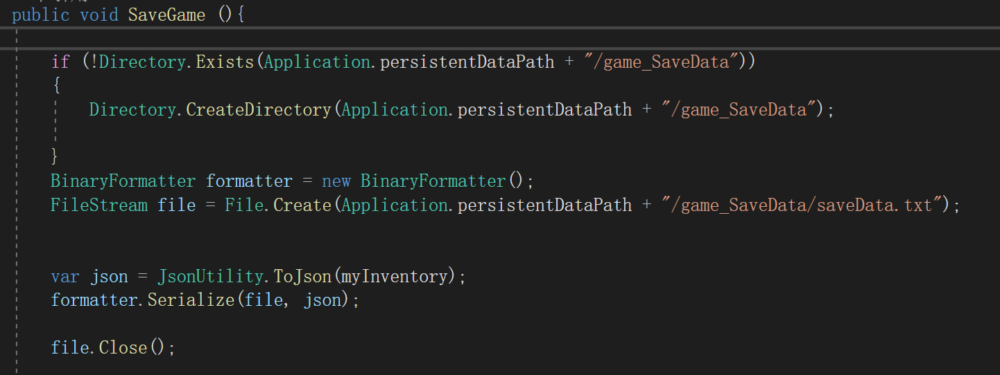 public void SaveGame (){
if (!Directory.Exists(Application.persistentDataPath + "/game_SaveData"))
{
Directory.CreateDirectory(Application.persistentDataPath + "/game_SaveData");
}
BinaryFormatter formatter = new BinaryFormatter();
FileStream file = File.Create(Application.persistentDataPath + "/game_SaveData/saveData.txt");
var json = JsonUtility.ToJson(myInventory);
formatter.Serialize(file, json);
file.Close();